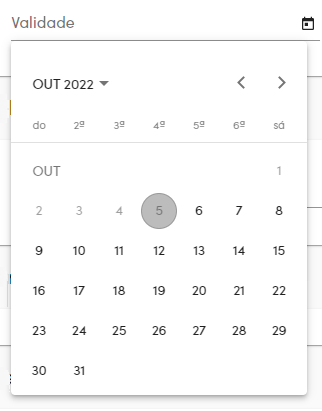 Validade
OUT 2022
do 2ª 3ª 4ª 5ª 6ª sá
OUT 1
2 3 4 5 6 7 8
9 10 11 12 13 14 15
16 17 18 19 20 21 22
23 24 25 26 27 28 29
30 31